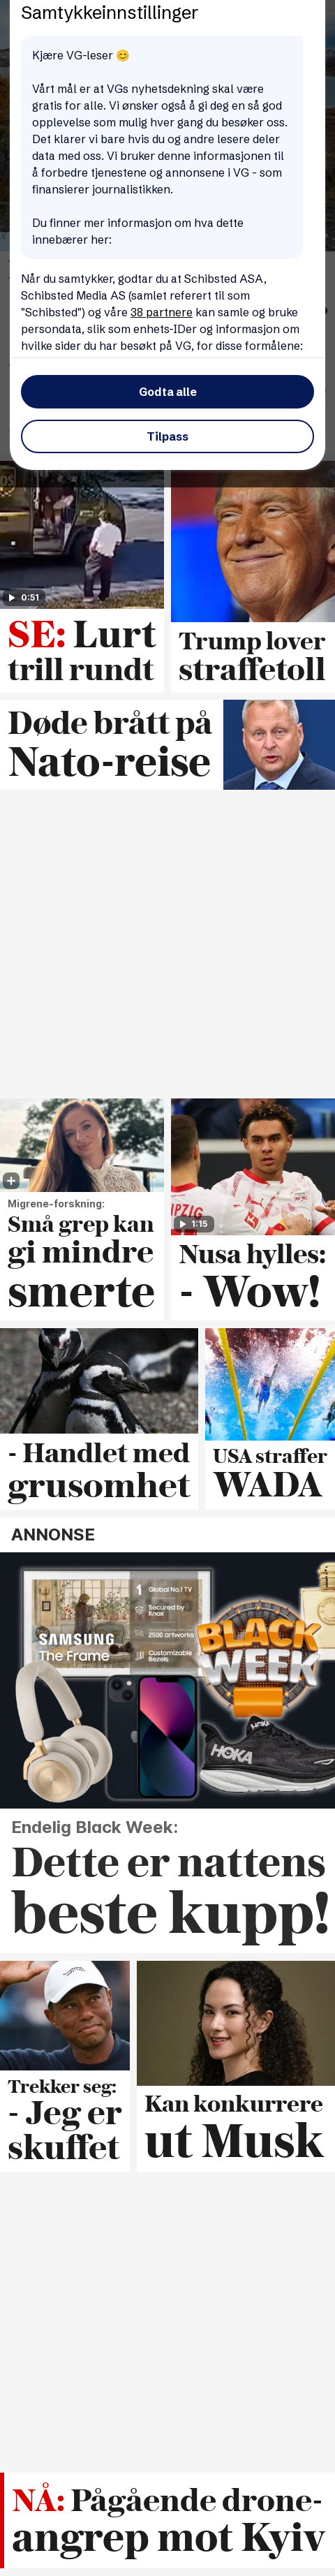 Samtykkeinnstillinger
Kjære VG-leser 😊
Vårt mål er at VGs nyhetsdekning skal være
gratis for alle. Vi ønsker også å gi deg en så god
opplevelse som mulig hver gang du besøker oss.
Det klarer vi bare hvis du og andre lesere deler
data med oss. Vi bruker denne informasjonen til
å forbedre tjenestene og annonsene i VG - som
finansierer journalistikken.
Du finner mer informasjon om hva dette
innebærer her:
Når du samtykker, godtar du at Schibsted ASA,
Schibsted Media AS (samlet referert til som
"Schibsted") og våre 38 partnere kan samle og bruke
persondata, slik som enhets-IDer og informasjon om
hvilke sider du har besøkt på VG, for disse formålene:
Godta alle
Tilpass
0:51
SE: Lurt
trill rundt
Trump lover
straffetoll
Døde brått på
Nato-reise
Migrene-forskning:
Små grep kan
gi mindre
smerte
1:15
Nusa hylles:
- Wow!
- Handlet med
grusomhet
USA straffer
WADA
ANNONSE
SAMSUNG
The Frame
1 Global No.1 TV
Secured by
Knox
2500 artworks
Customizable
Bezels
BLACK
WEEK
HOKA
Endelig Black Week:
Dette er nattens
beste kupp!
Trekker seg:
- Jeg er
skuffet
Kan konkurrere
ut Musk
NÅ: Pågående drone-
angrep mot Kyiv